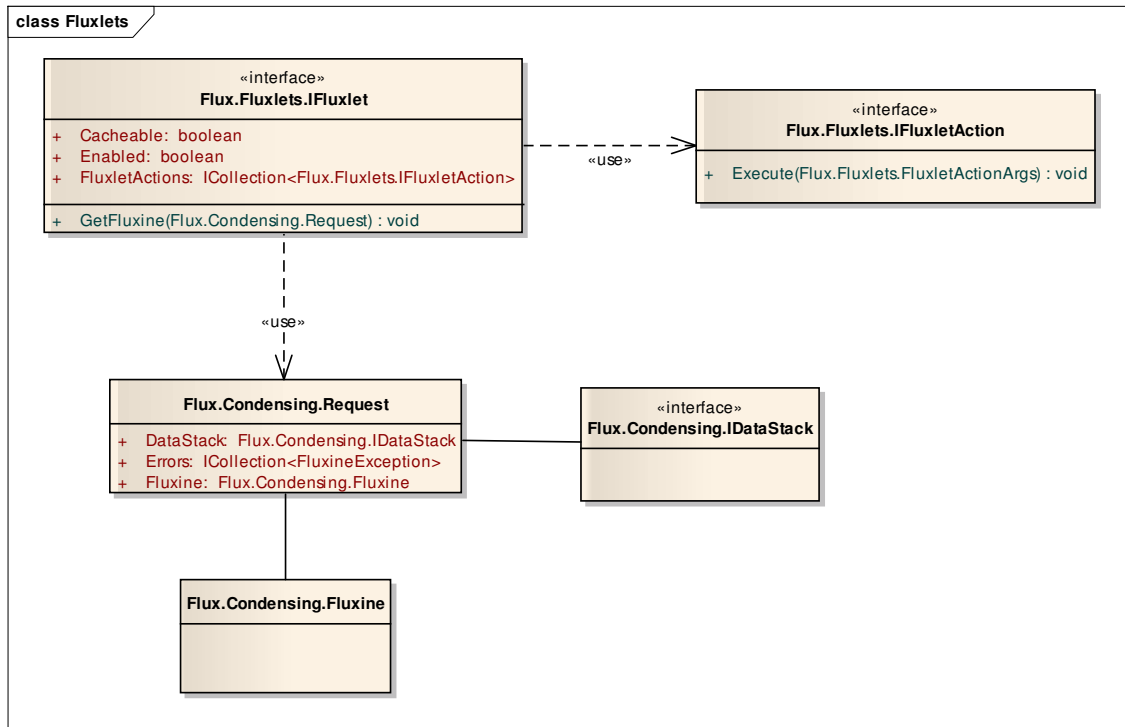 class Fluxlets
«interface»
Flux.Fluxlets.IFluxlet
+ Cacheable: boolean
+ Enabled: boolean
+ FluxletActions: ICollection<Flux.Fluxlets.IFluxletAction>
+ GetFluxine(Flux.Condensing.Request) : void
«use»
«interface»
Flux.Fluxlets.IFluxletAction
+ Execute(Flux.Fluxlets.FluxletActionArgs) : void
«use»
Flux.Condensing.Request
+ DataStack: Flux.Condensing.IDataStack
+ Errors: ICollection<FluxineException>
+ Fluxine: Flux.Condensing.Fluxine
«interface»
Flux.Condensing.IDataStack
Flux.Condensing.Fluxine